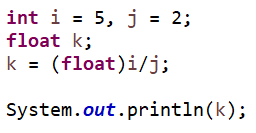 int i = 5, j = 2;
float k;
k = (float)i/j;
System.out.println(k);